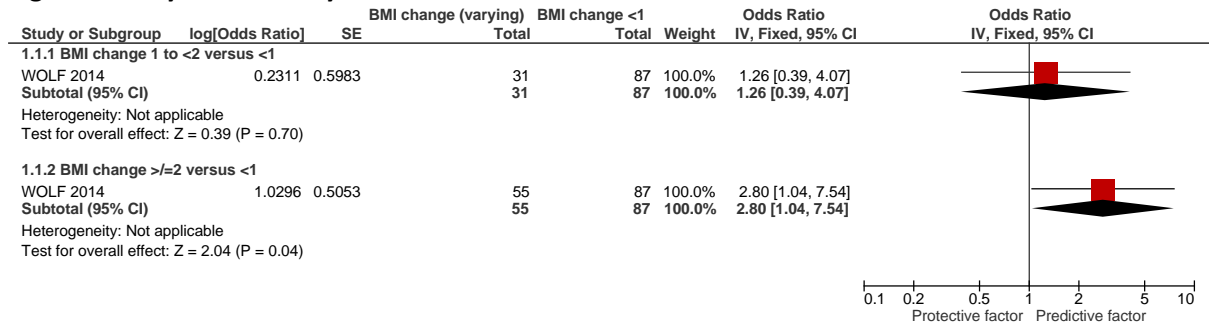 BMI change (varying) BMI change <1 Odds Ratio Odds Ratio
Study or Subgroup log[Odds Ratio] SE Total Total Weight IV, Fixed, 95% CI IV, Fixed, 95% CI
1.1.1 BMI change 1 to <2 versus <1
WOLF 2014 0.2311 0.5983 31 87 100.0% 1.26 [0.39, 4.07]
Subtotal (95% CI) 31 87 100.0% 1.26 [0.39, 4.07]
Heterogeneity: Not applicable
Test for overall effect: Z = 0.39 (P = 0.70)
1.1.2 BMI change >/=2 versus <1
WOLF 2014 1.0296 0.5053 55 87 100.0% 2.80 [1.04, 7.54]
Subtotal (95% CI) 55 87 100.0% 2.80 [1.04, 7.54]
Heterogeneity: Not applicable
Test for overall effect: Z = 2.04 (P = 0.04)
0.1 0.2 0.5 1 2 5 10
Protective factor Predictive factor